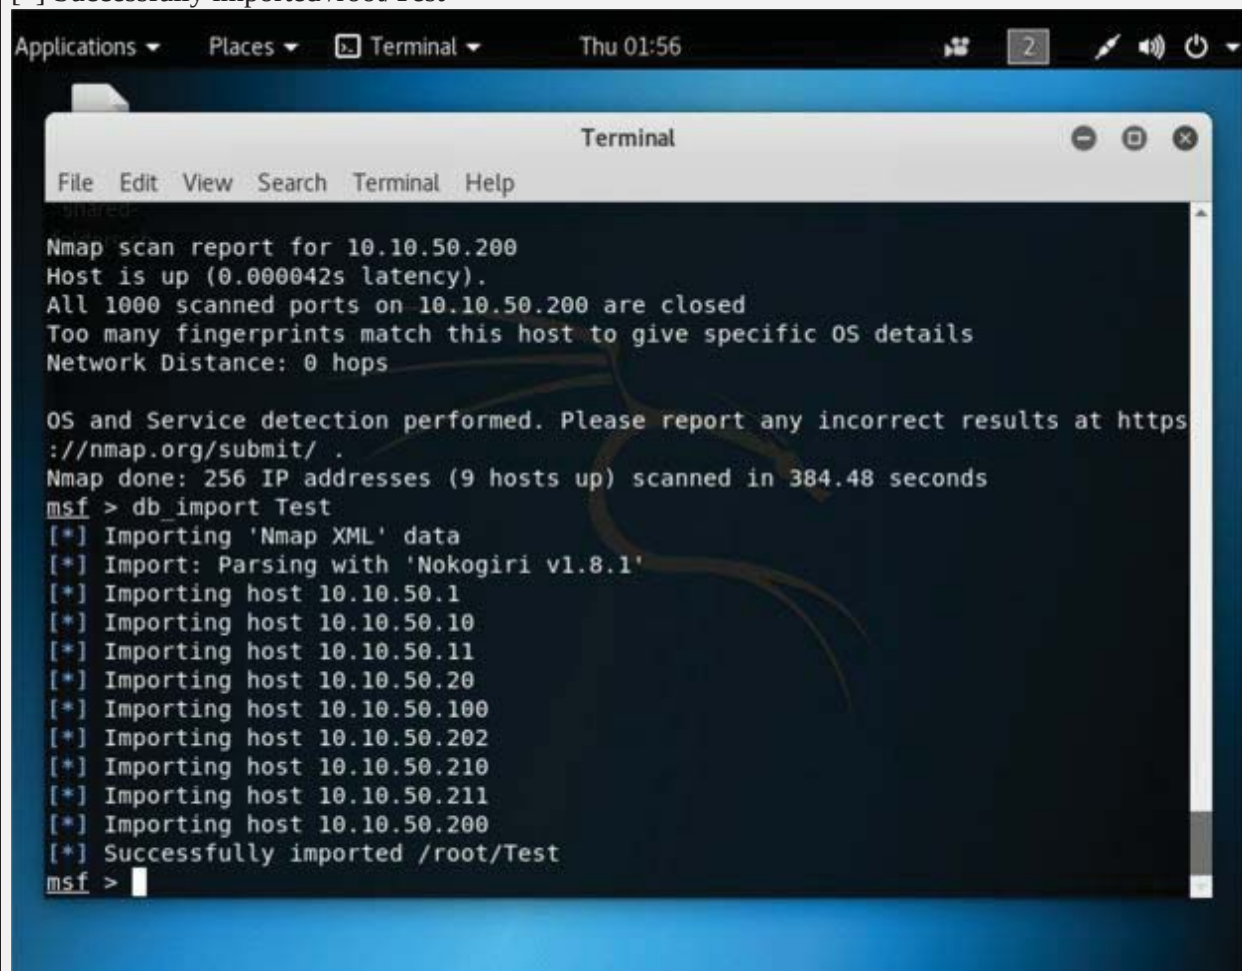 [*] Successfully imported /root/Test
Applications Places Terminal Thu 01:56 2
Terminal
File Edit View Search Terminal Help
shared-
Nmap scan report for 10.10.50.200
Host is up (0.000042s latency).
All 1000 scanned ports on 10.10.50.200 are closed
Too many fingerprints match this host to give specific OS details
Network Distance: 0 hops
OS and Service detection performed. Please report any incorrect results at https
://nmap.org/submit/ .
Nmap done: 256 IP addresses (9 hosts up) scanned in 384.48 seconds
msf > db_import Test
[*] Importing 'Nmap XML' data
[*] Import: Parsing with 'Nokogiri v1.8.1'
[*] Importing host 10.10.50.1
[*] Importing host 10.10.50.10
[*] Importing host 10.10.50.11
[*] Importing host 10.10.50.20
[*] Importing host 10.10.50.100
[*] Importing host 10.10.50.202
[*] Importing host 10.10.50.210
[*] Importing host 10.10.50.211
[*] Importing host 10.10.50.200
[*] Successfully imported /root/Test
msf >